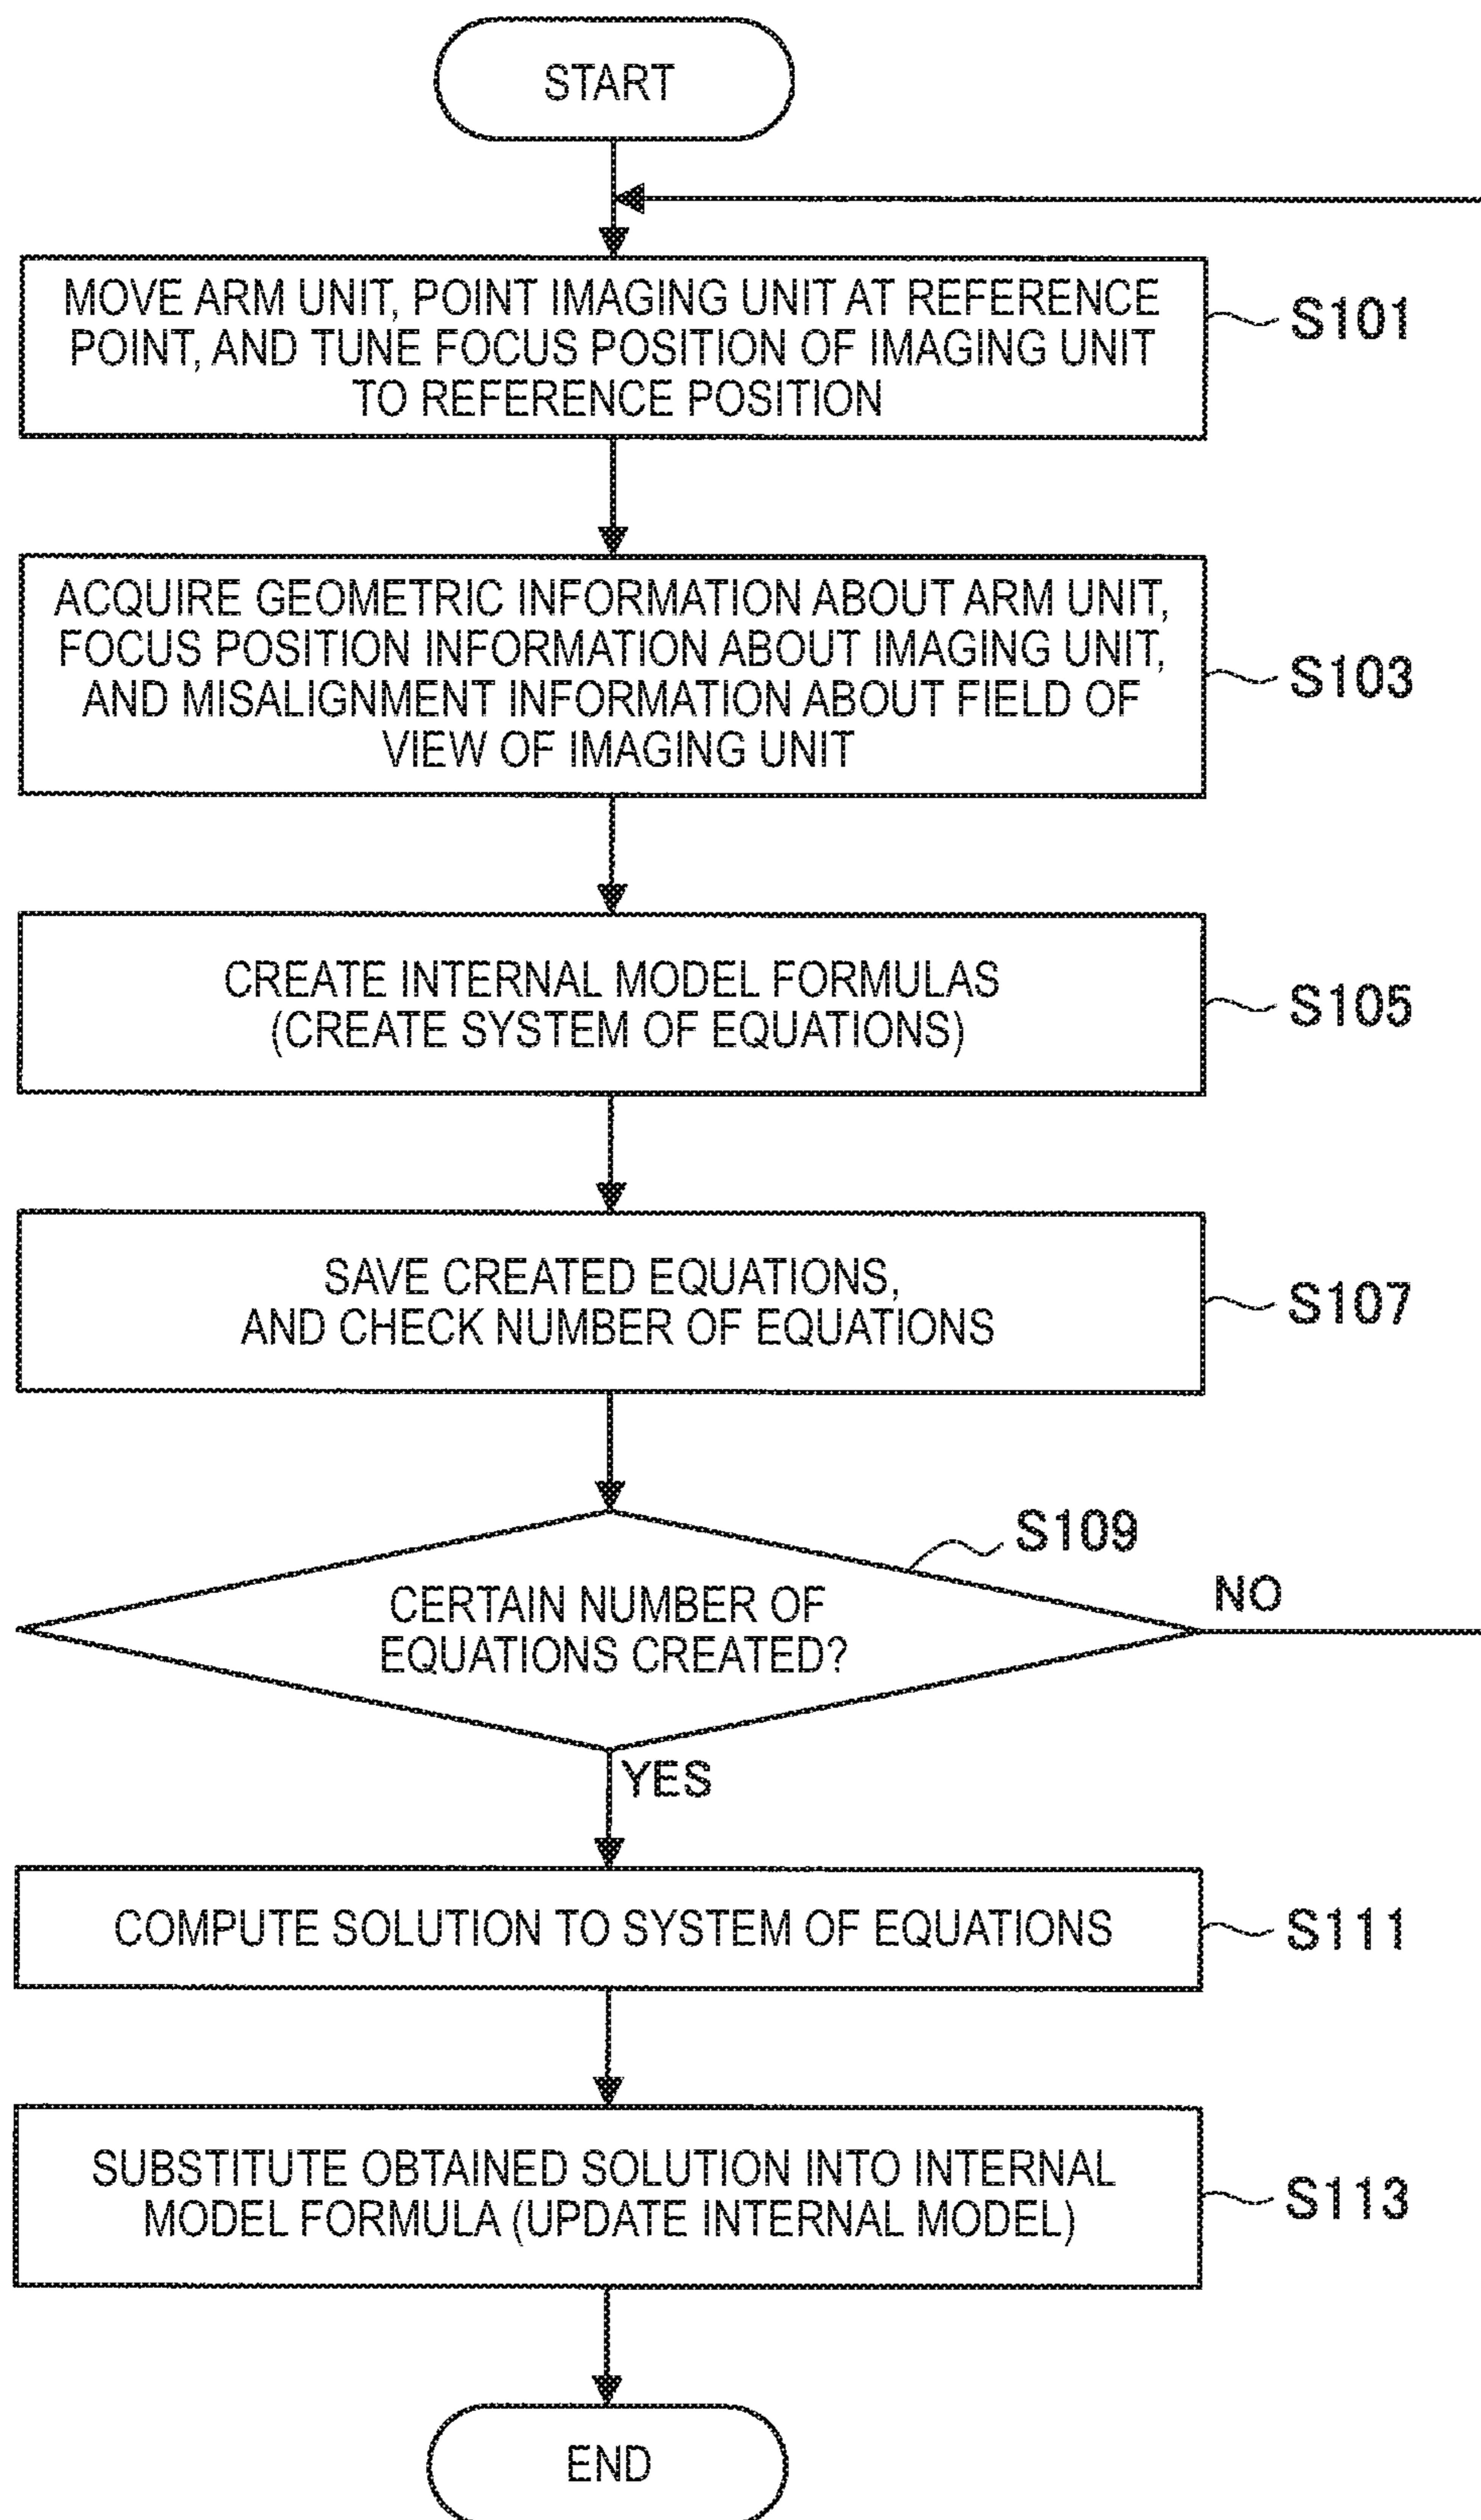 START
MOVE ARM UNIT, POINT IMAGING UNIT AT REFERENCE
POINT, AND TUNE FOCUS POSITION OF IMAGING UNIT
TO REFERENCE POSITION
S101
ACQUIRE GEOMETRIC INFORMATION ABOUT ARM UNIT,
FOCUS POSITION INFORMATION ABOUT IMAGING UNIT,
AND MISALIGNMENT INFORMATION ABOUT FIELD OF
VIEW OF IMAGING UNIT
S103
CREATE INTERNAL MODEL FORMULAS
(CREATE SYSTEM OF EQUATIONS)
S105
SAVE CREATED EQUATIONS,
AND CHECK NUMBER OF EQUATIONS
S107
S109
CERTAIN NUMBER OF
EQUATIONS CREATED?
NO
YES
COMPUTE SOLUTION TO SYSTEM OF EQUATIONS
S111
SUBSTITUTE OBTAINED SOLUTION INTO INTERNAL
MODEL FORMULA (UPDATE INTERNAL MODEL)
S113
END